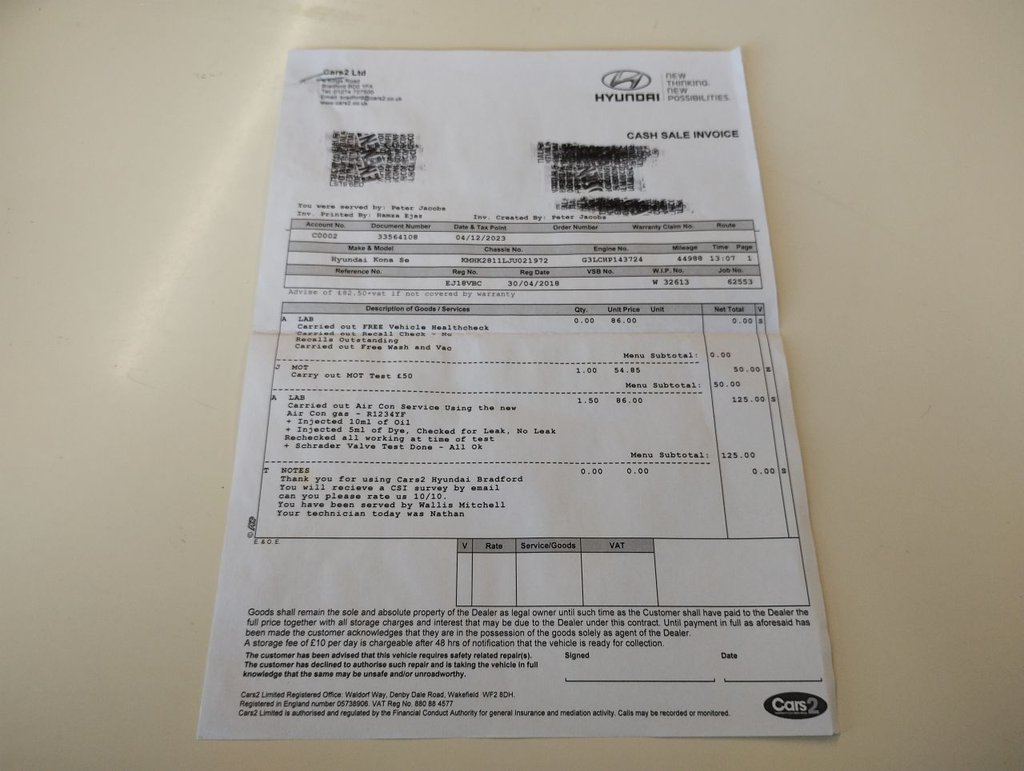 Cars2 Ltd
Kings Road
Bradford BD2 1FA
Tel: 01274 727500
Email: bradford@cars2.co.uk
www.cars2.co.uk
HYUNDAI
NEW
THINKING.
NEW
POSSIBILITIES.
CASH SALE INVOICE
You were served by: Peter Jacobs
Inv. Printed By: Hamza Ejaz Inv. Created By: Peter Jacobs
Account No. Document Number Date & Tax Point Order Number Warranty Claim No. Route
C0002 33564108 04/12/2023
Make & Model Chassis No. Engine No. Mileage Time Page
Hyundai Kona Se KMHK2811LJU021972 G3LCHP143724 44988 13:07 1
Reference No. Reg No. Reg Date VSB No. W.I.P. No. Job No.
EJ18VBC 30/04/2018 W 32613 62553
Advise of £82.50+vat if not covered by warranty
Description of Goods / Services Qty. Unit Price Unit Net Total V
A LAB 0.00 86.00 0.00 S
Carried out FREE Vehicle Healthcheck
Carried out Recall Check - No
Recalls Outstanding
Carried out Free Wash and Vac
Menu Subtotal: 0.00
J MOT 1.00 54.85 50.00 E
Carry out MOT Test £50
Menu Subtotal: 50.00
A LAB 1.50 86.00 125.00 S
Carried out Air Con Service Using the new
Air Con gas - R1234YF
+ Injected 10ml of Oil
+ Injected 5ml of Dye, Checked for Leak, No Leak
Rechecked all working at time of test
+ Schrader Valve Test Done - All Ok
Menu Subtotal: 125.00
T NOTES 0.00 0.00 0.00 S
Thank you for using Cars2 Hyundai Bradford
You will recieve a CSI survey by email
can you please rate us 10/10.
You have been served by Wallis Mitchell
Your technician today was Nathan
E. & O. E.
V Rate Service/Goods VAT
Goods shall remain the sole and absolute property of the Dealer as legal owner until such time as the Customer shall have paid to the Dealer the
full price together with all storage charges and interest that may be due to the Dealer under this contract. Until payment in full as aforesaid has
been made the customer acknowledges that they are in the possession of the goods solely as agent of the Dealer.
A storage fee of £10 per day is chargeable after 48 hrs of notification that the vehicle is ready for collection.
The customer has been advised that this vehicle requires safety related repair(s). Signed Date
The customer has declined to authorise such repair and is taking the vehicle in full
knowledge that the same may be unsafe and/or unroadworthy.
Cars2 Limited Registered Office: Waldorf Way, Denby Dale Road, Wakefield WF2 8DH.
Registered in England number 05738906. VAT Reg No. 880 88 4577
Cars2 Limited is authorised and regulated by the Financial Conduct Authority for general Insurance and mediation activity. Calls may be recorded or monitored.
Cars2